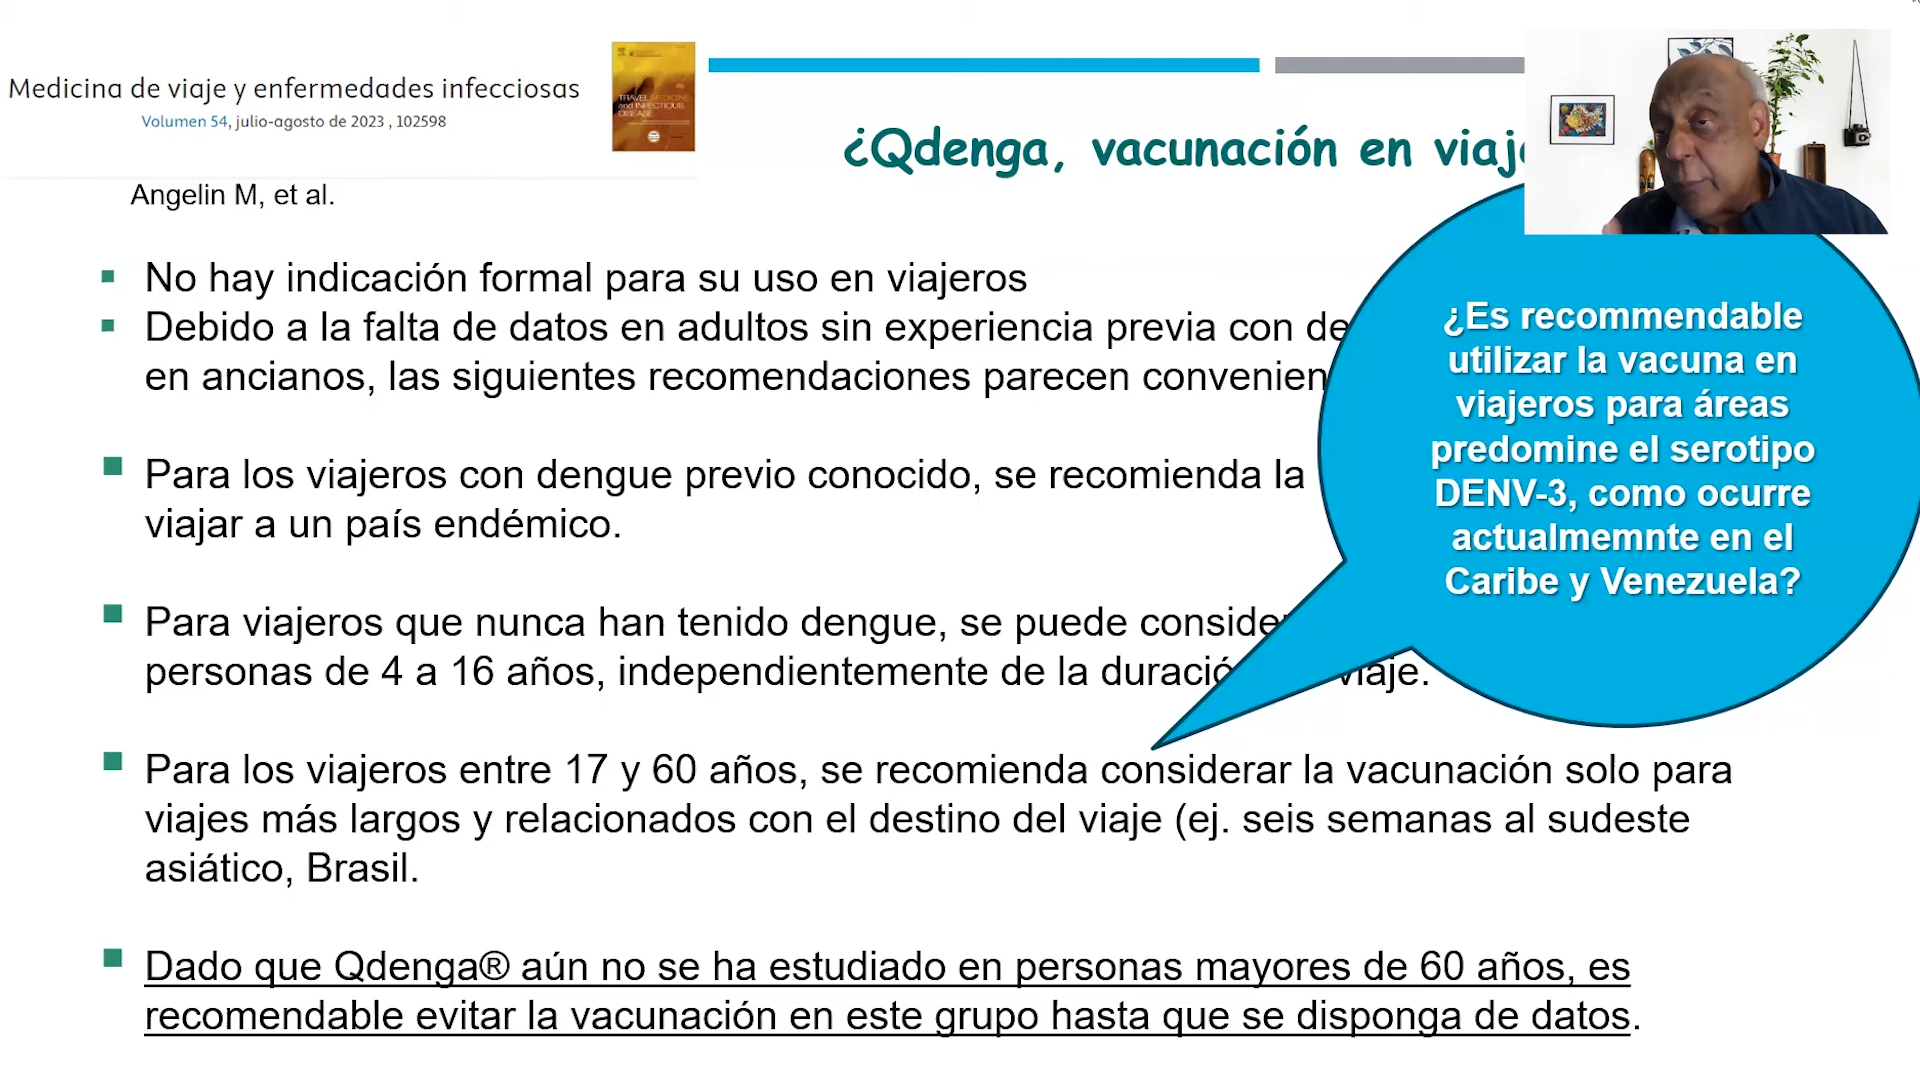 Medicina de viaje y enfermedades infecciosas
Volumen 54, julio-agosto de 2023 , 102598
TRAVEL MEDICINE
and INFECTIOUS
DISEASE
Angelin M, et al.
¿Qdenga, vacunación en
No hay indicación formal para su uso en viajeros
Debido a la falta de datos en adultos sin experiencia previa con
en ancianos, las siguientes recomendaciones parecen
Para los viajeros con dengue previo conocido, se recomienda la
viajar a un país endémico.
Para viajeros que nunca han tenido dengue, se puede
personas de 4 a 16 años, independientemente de la viaje.
Para los viajeros entre 17 y 60 años, se recomienda considerar la vacunación solo para
viajes más largos y relacionados con el destino del viaje (ej. seis semanas al sudeste
asiático, Brasil.
Dado que Qdenga® aún no se ha estudiado en personas mayores de 60 años, es
recomendable evitar la vacunación en este grupo hasta que se disponga de datos.
¿Es recommendable
utilizar la vacuna en
viajeros para áreas
predomine el serotipo
DENV-3, como ocurre
actualmemnte en el
Caribe y Venezuela?